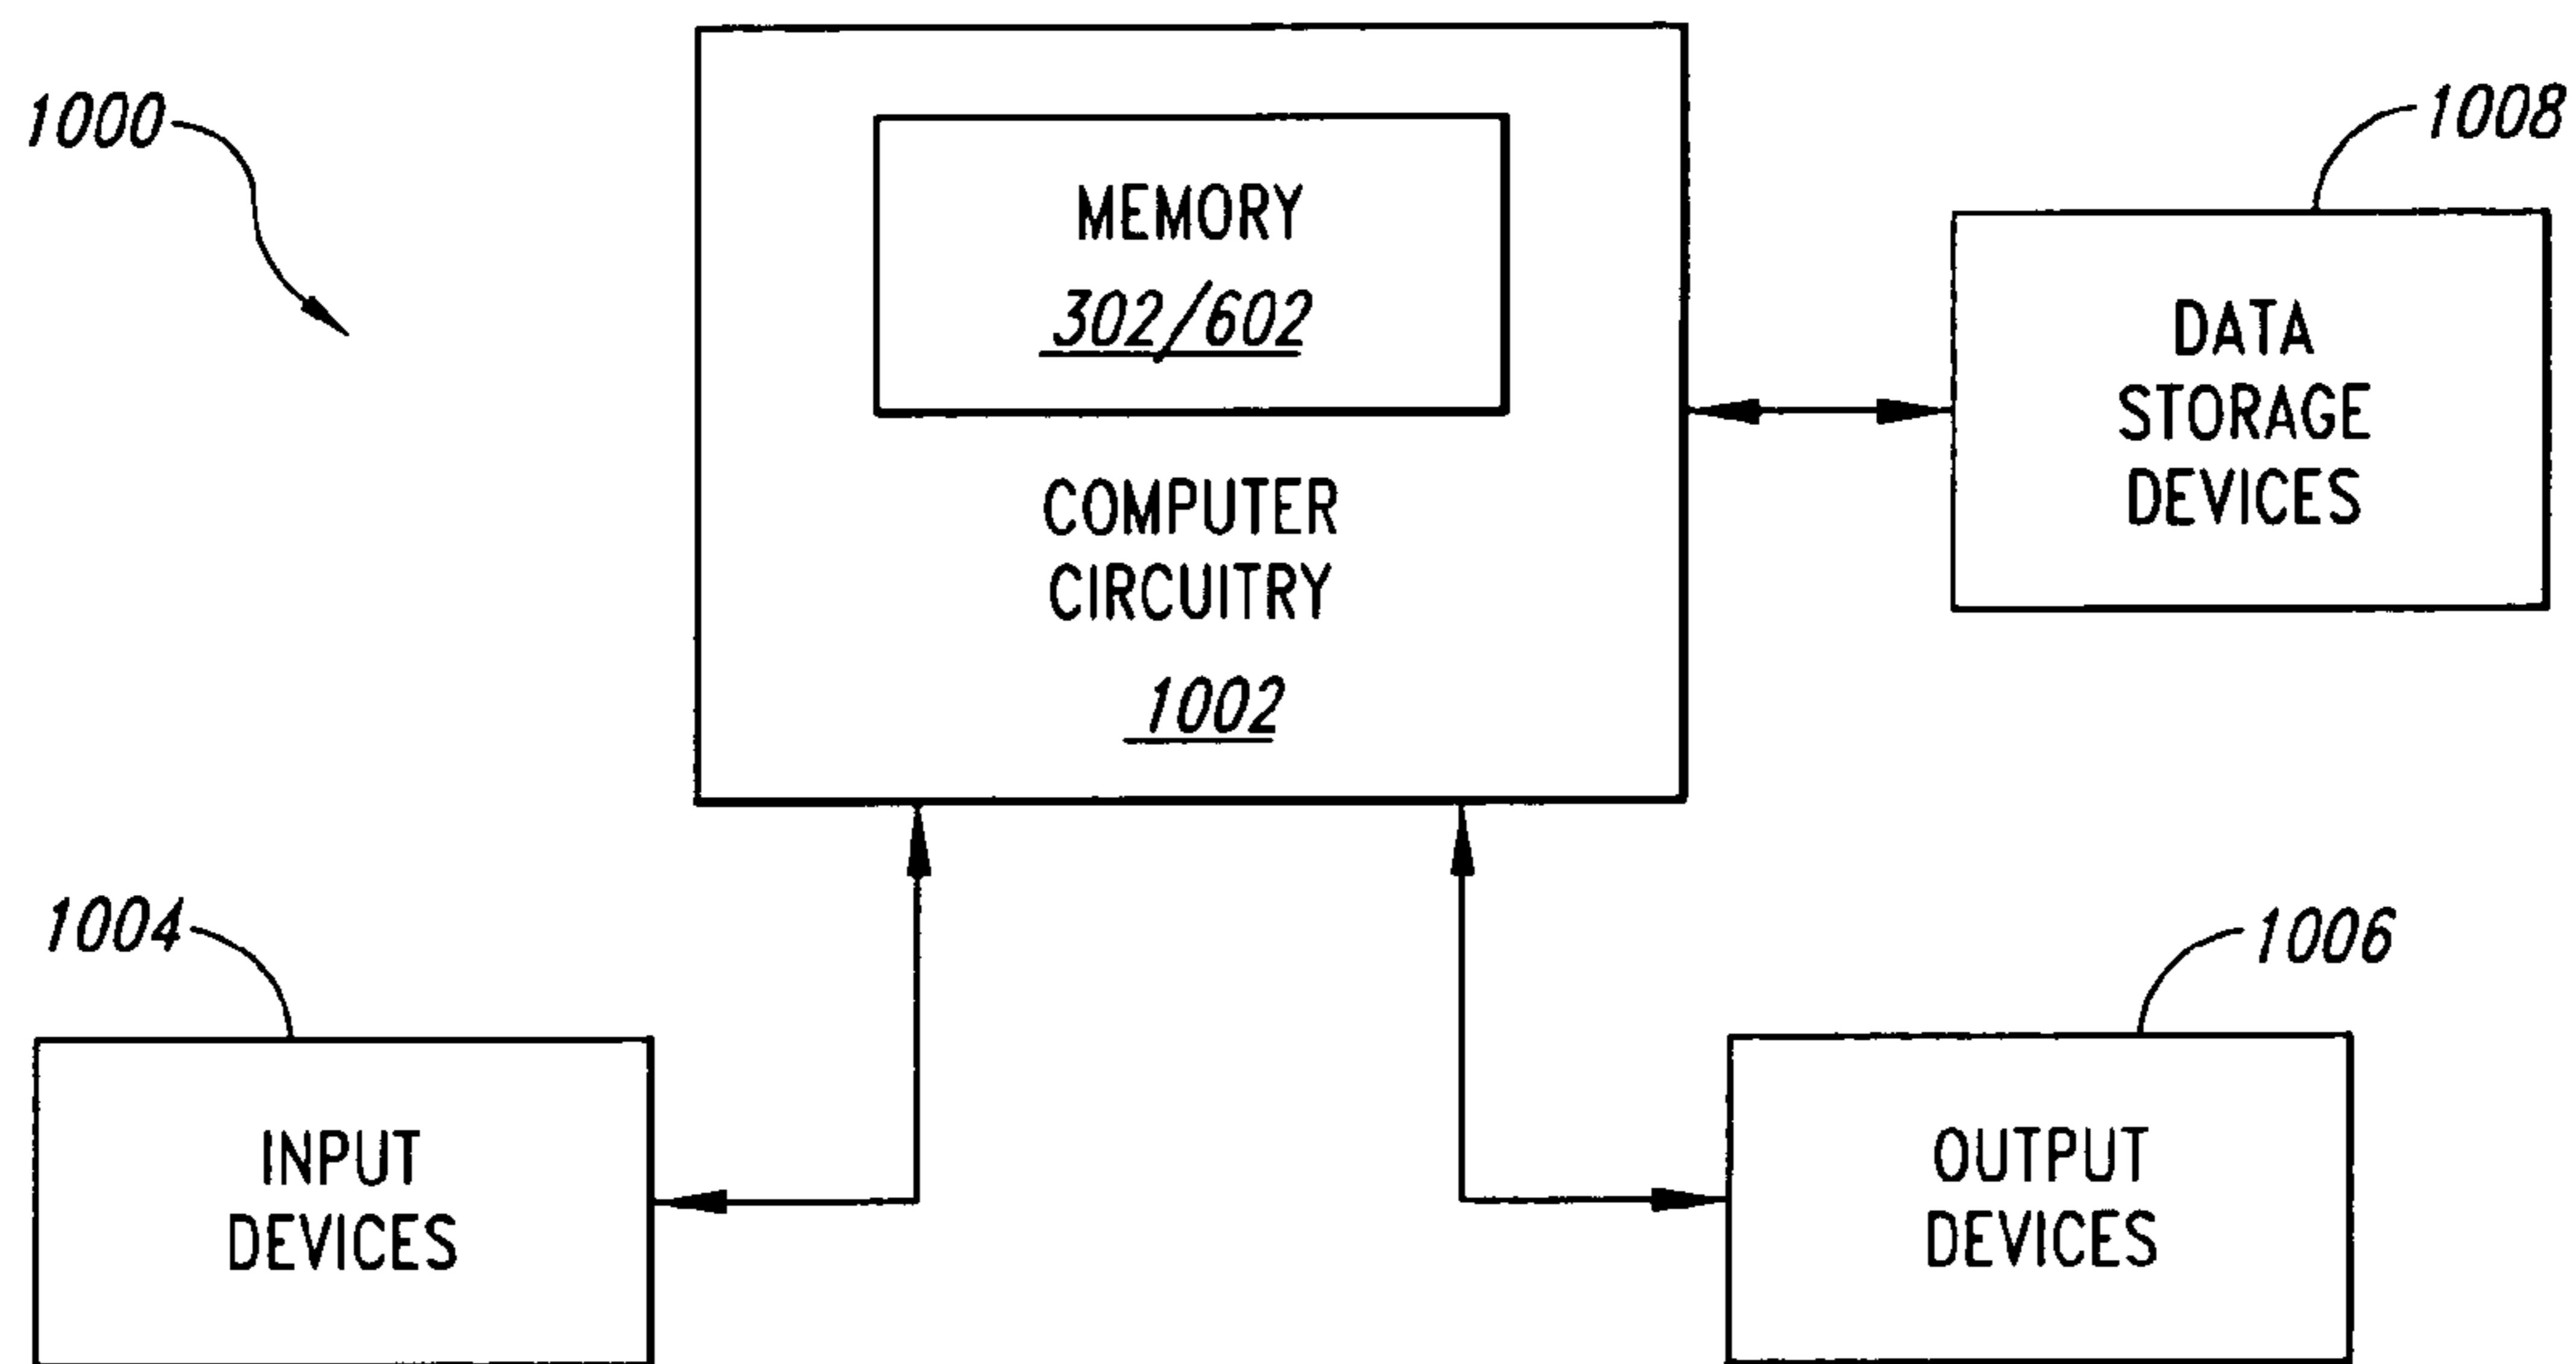 1000
MEMORY
302/602
COMPUTER
CIRCUITRY
1002
1008
DATA
STORAGE
DEVICES
1004
INPUT
DEVICES
1006
OUTPUT
DEVICES